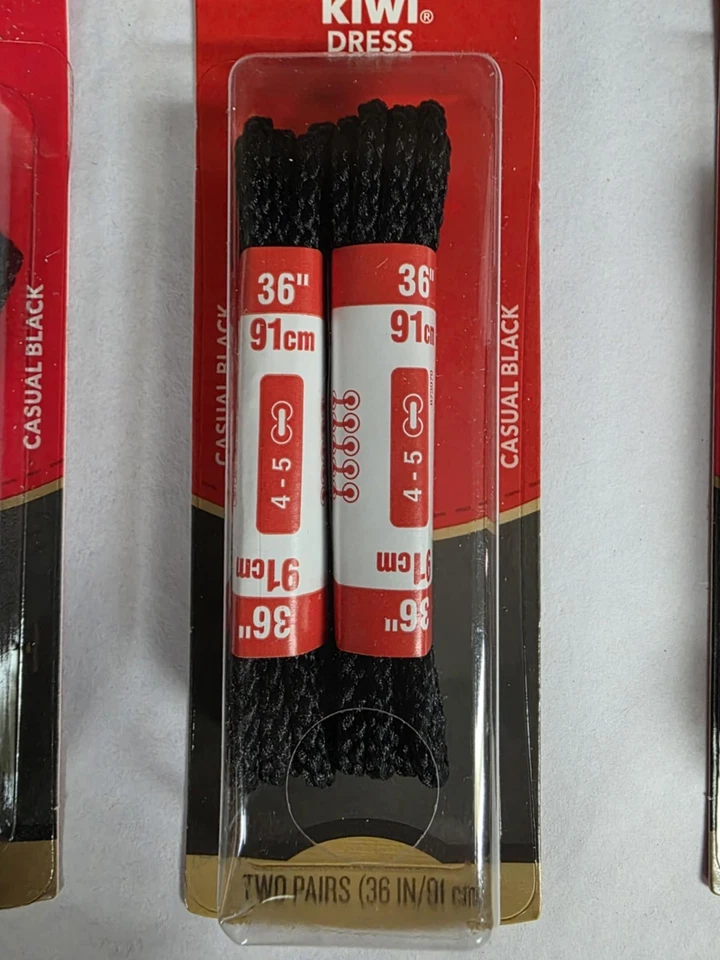 KIWI®
DRESS
36"
91cm
4 - 5
91cm
36"
36"
91cm
4 - 5
91cm
36"
CASUAL BLACK
CASUAL BLACK
CASUAL BLACK
TWO PAIRS (36 IN/91 cm